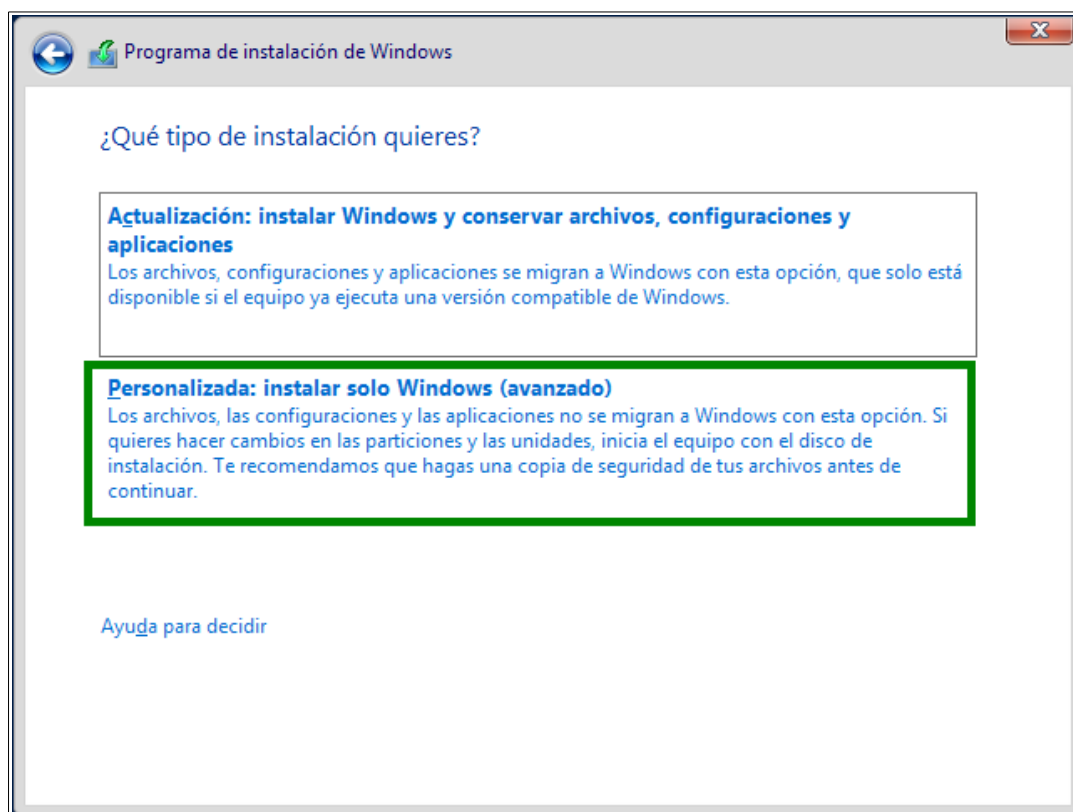 Programa de instalación de Windows
¿Qué tipo de instalación quieres?
Actualización: instalar Windows y conservar archivos, configuraciones y
aplicaciones
Los archivos, configuraciones y aplicaciones se migran a Windows con esta opción, que solo está
disponible si el equipo ya ejecuta una versión compatible de Windows.
Personalizada: instalar solo Windows (avanzado)
Los archivos, las configuraciones y las aplicaciones no se migran a Windows con esta opción. Si
quieres hacer cambios en las particiones y las unidades, inicia el equipo con el disco de
instalación. Te recomendamos que hagas una copia de seguridad de tus archivos antes de
continuar.
Ayuda para decidir